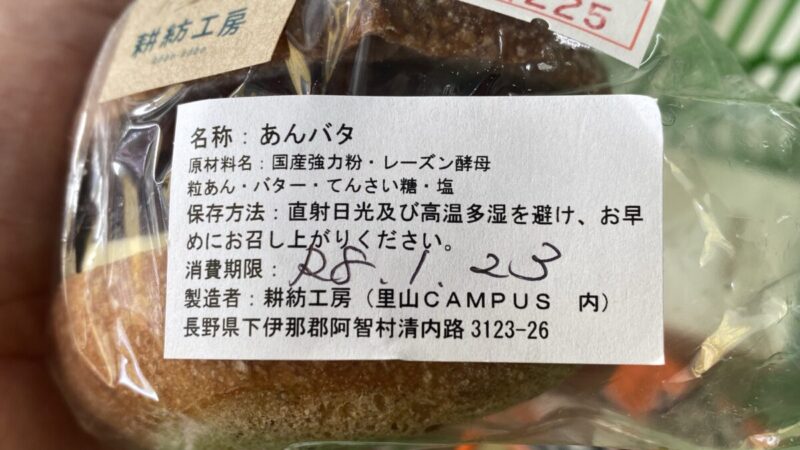 耕紡工房
225
名称：あんバタ
原材料名：国産強力粉・レーズン酵母
粒あん・バター・てんさい糖・塩
保存方法：直射日光及び高温多湿を避け、お早
めにお召し上がりください。
消費期限： R8.1.23
製造者：耕紡工房（里山CAMPUS 内）
長野県下伊那郡阿智村清内路3123-26